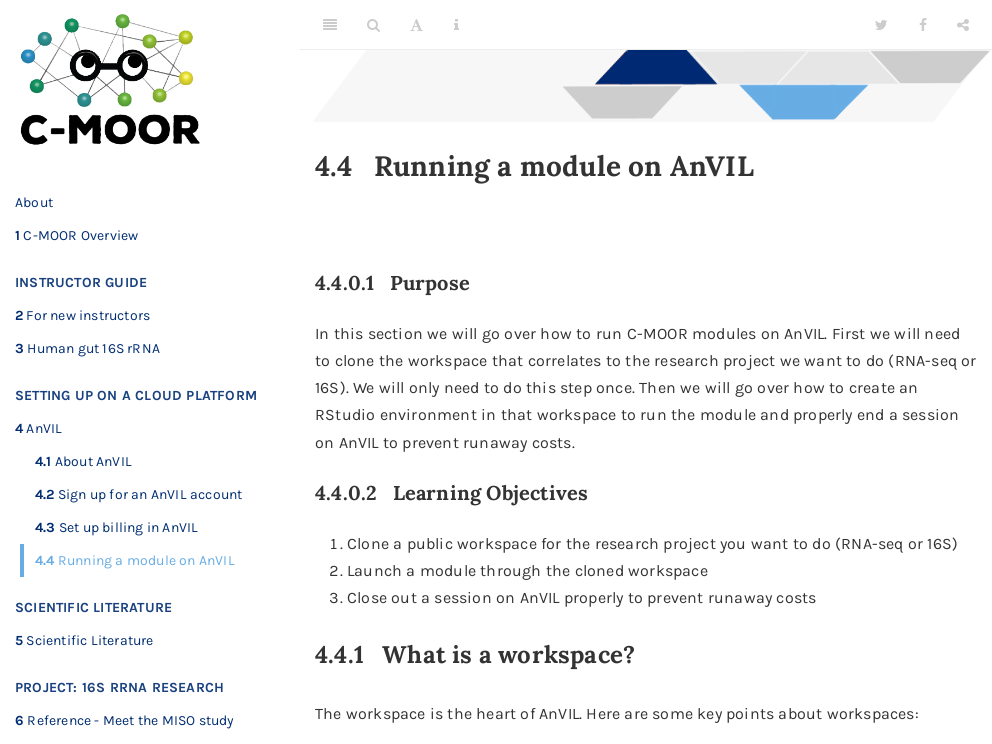 C-MOOR
About
1 C-MOOR Overview
INSTRUCTOR GUIDE
2 For new instructors
3 Human gut 16S rRNA
SETTING UP ON A CLOUD PLATFORM
4 AnVIL
4.1 About AnVIL
4.2 Sign up for an AnVIL account
4.3 Set up billing in AnVIL
4.4 Running a module on AnVIL
SCIENTIFIC LITERATURE
5 Scientific Literature
PROJECT: 16S RRNA RESEARCH
6 Reference - Meet the MISO study
4.4 Running a module on AnVIL
4.4.0.1 Purpose
In this section we will go over how to run C-MOOR modules on AnVIL. First we will need
to clone the workspace that correlates to the research project we want to do (RNA-seq or
16S). We will only need to do this step once. Then we will go over how to create an
RStudio environment in that workspace to run the module and properly end a session
on AnVIL to prevent runaway costs.
4.4.0.2 Learning Objectives
1. Clone a public workspace for the research project you want to do (RNA-seq or 16S)
2. Launch a module through the cloned workspace
3. Close out a session on AnVIL properly to prevent runaway costs
4.4.1 What is a workspace?
The workspace is the heart of AnVIL. Here are some key points about workspaces: